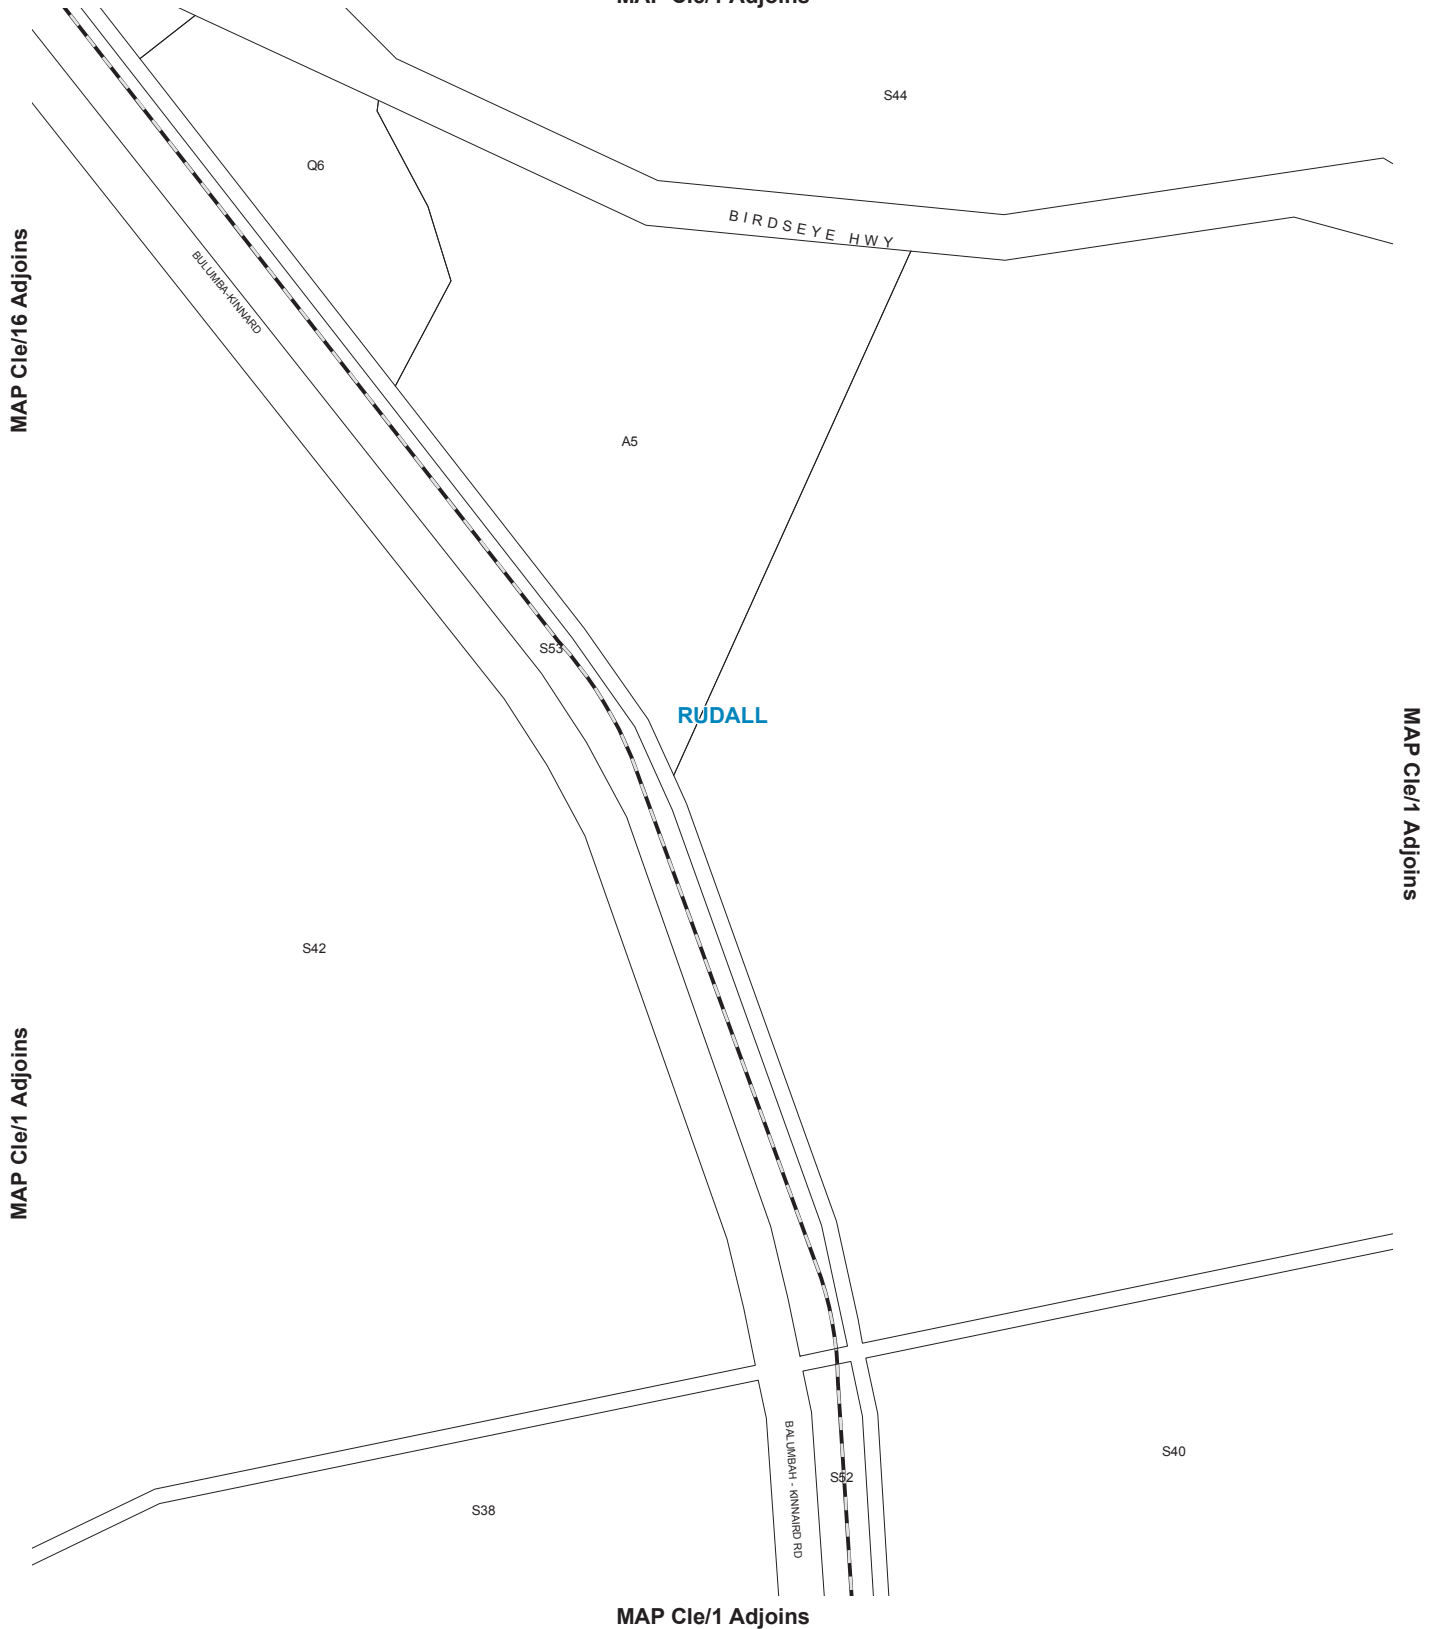 MAP Cle/1 Adjoins
S44
Q6
BIRDSEYE HWY
MAP Cle/16 Adjoins
BULUMBA-KINNARD
A5
S53
RUDALL
MAP Cle/1 Adjoins
S42
MAP Cle/1 Adjoins
BALUMBAH - KINNAIRD RD
S40
S52
S38
MAP Cle/1 Adjoins